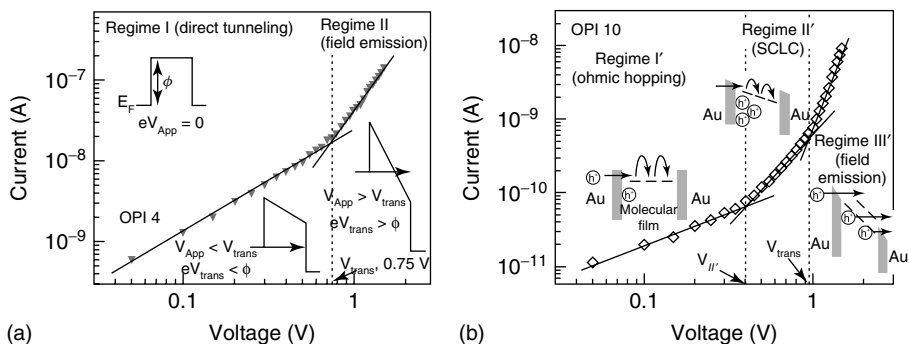 Regime I (direct tunneling)
Regime II
(field emission)
10⁻⁷
10⁻⁸
10⁻⁹
Current (A)
ϕ
E_F
eV_App = 0
OPI 4
V_App < V_trans
eV_trans < ϕ
V_App > V_trans
eV_trans > ϕ
V_trans, 0.75 V
0.1
1
Voltage (V)
(a)
OPI 10
Regime I′
(ohmic hopping)
Regime II′
(SCLC)
Regime III′
(field
emission)
10⁻⁸
10⁻⁹
10⁻¹⁰
10⁻¹¹
Current (A)
Au
Au
h⁺
h⁺
h⁺
h⁺
h⁺
Au
Au
Molecular
film
h⁺
h⁺
h⁺
Au
Au
V_II′
V_trans
0.1
1
Voltage (V)
(b)